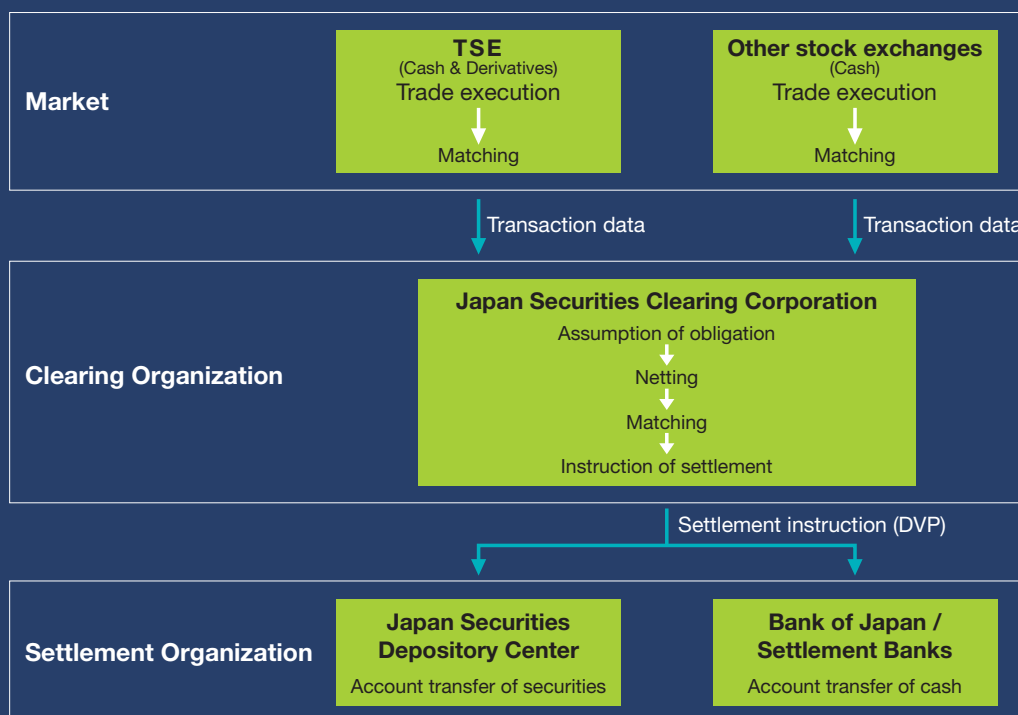 Market
TSE
(Cash & Derivatives)
Trade execution
Matching
Other stock exchanges
(Cash)
Trade execution
Matching
Transaction data
Transaction data
Clearing Organization
Japan Securities Clearing Corporation
Assumption of obligation
Netting
Matching
Instruction of settlement
Settlement instruction (DVP)
Settlement Organization
Japan Securities
Depository Center
Account transfer of securities
Bank of Japan /
Settlement Banks
Account transfer of cash